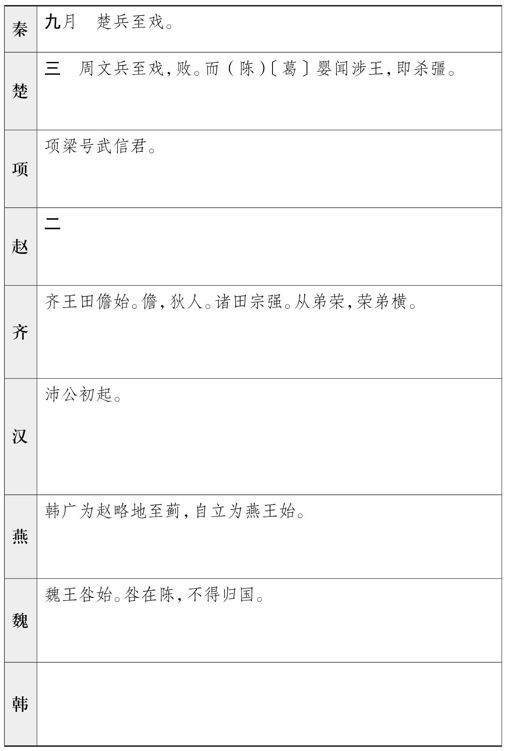 秦 九月 楚兵至戏。
楚 三 周文兵至戏，败。而（陈）〔葛〕婴闻涉王，即杀彊。
项 项梁号武信君。
赵 二
齐 齐王田儋始。儋，狄人。诸田宗强。从弟荣，荣弟横。
汉 沛公初起。
燕 韩广为赵略地至蓟，自立为燕王始。
魏 魏王咎始。咎在陈，不得归国。
韩